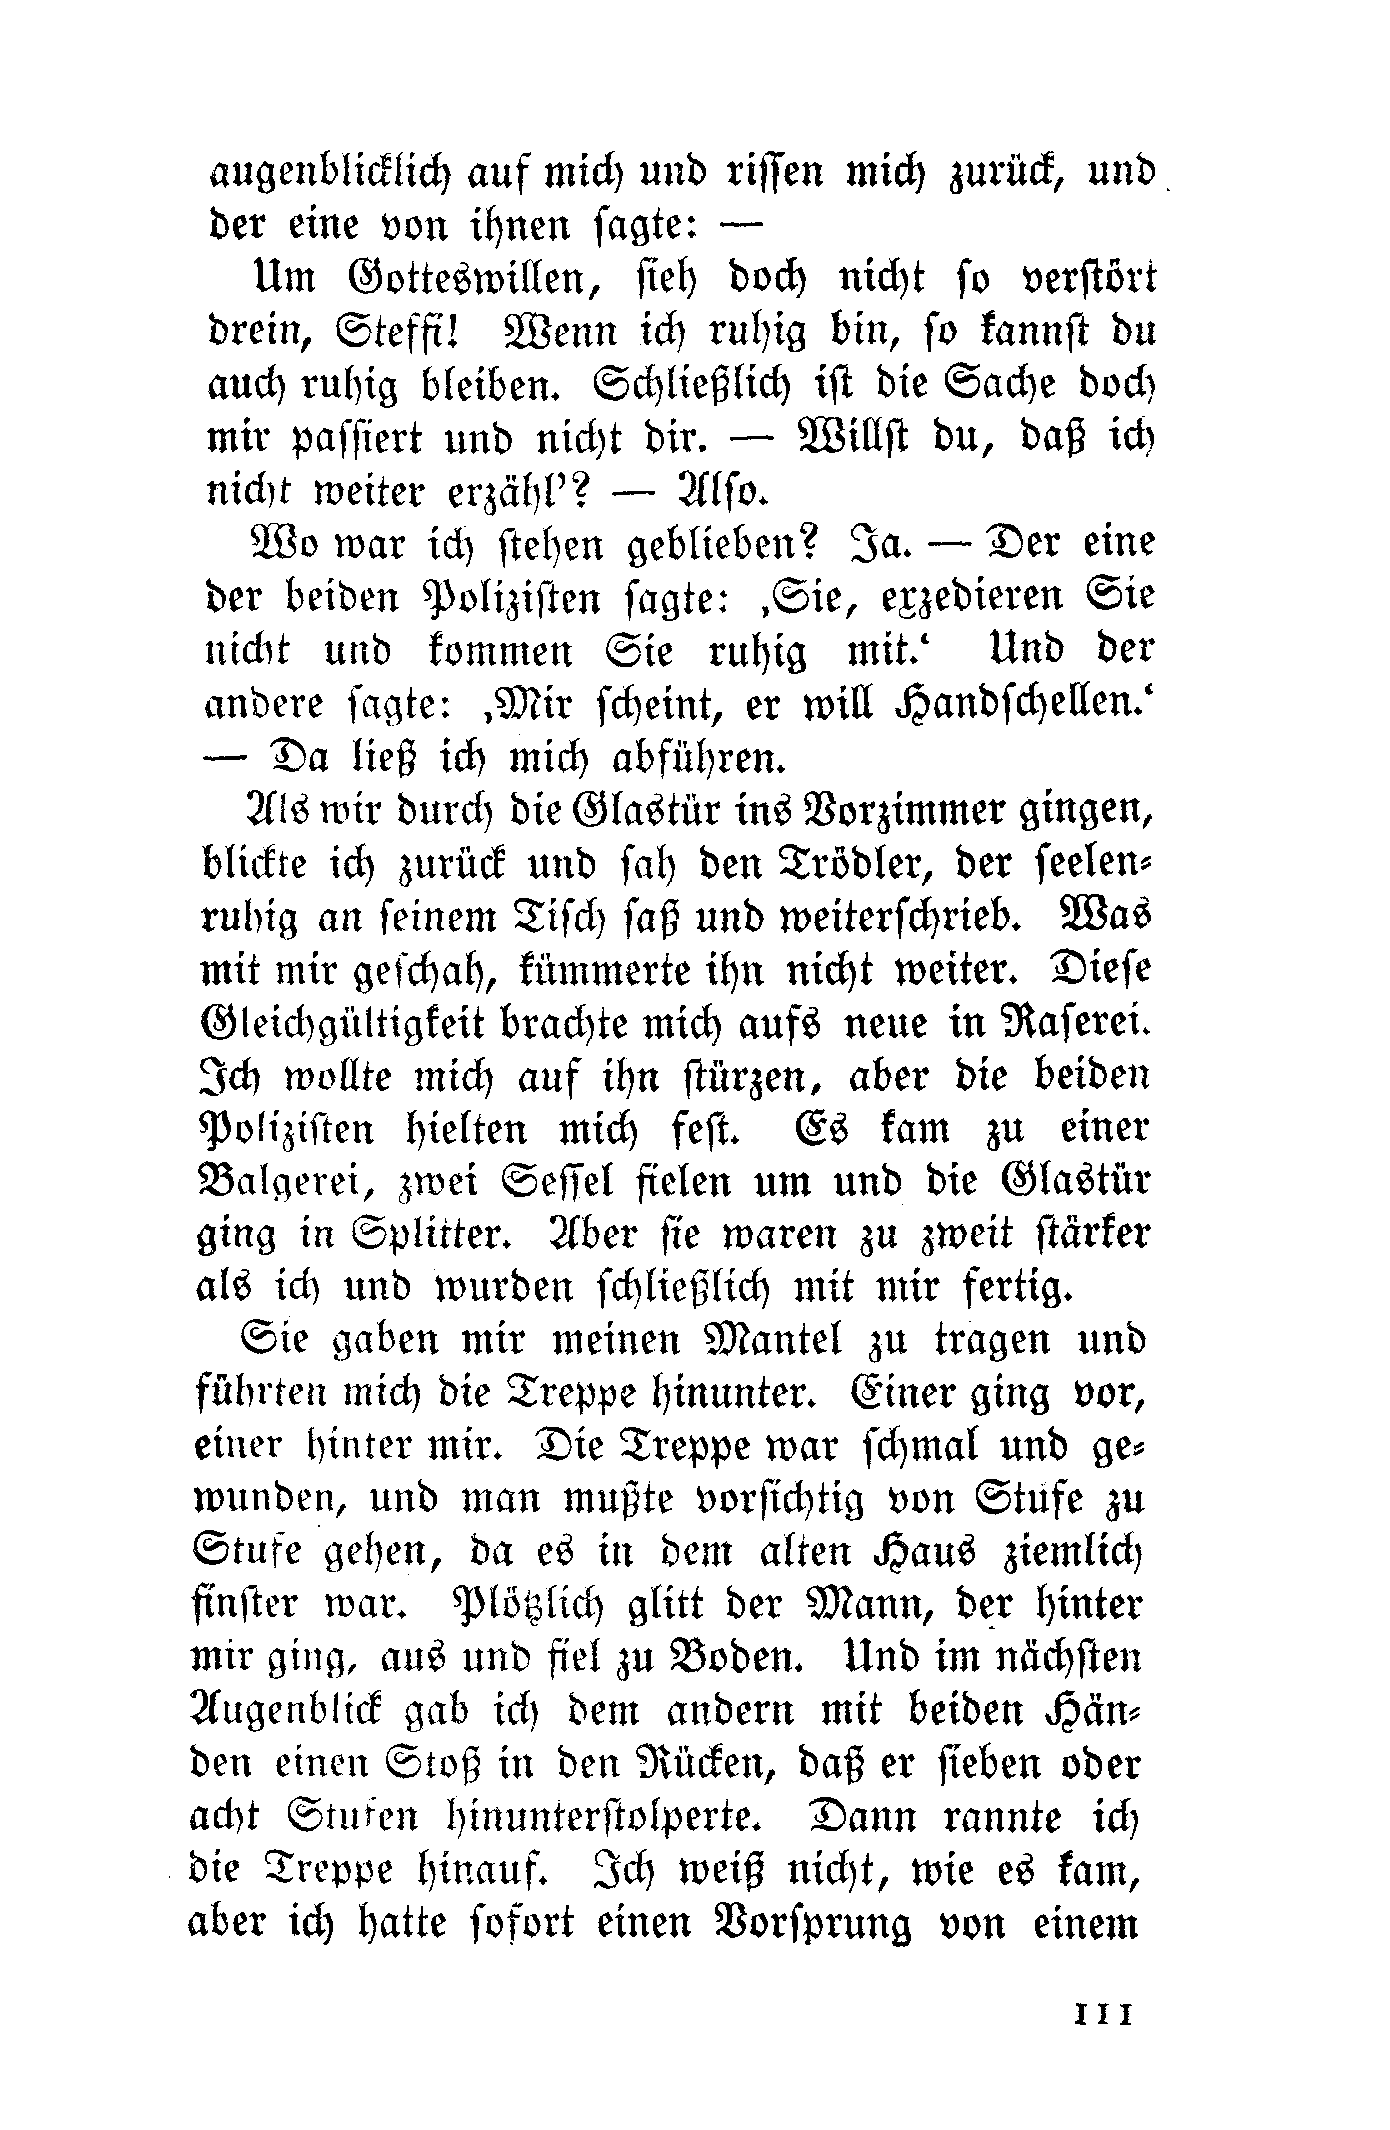 augenblicklich auf mich und rissen mich zurück, und
der eine von ihnen sagte: —
Um Gotteswillen, sieh doch nicht so verstört
drein, Steffi! Wenn ich ruhig bin, so kannst du
auch ruhig bleiben. Schließlich ist die Sache doch
mir passiert und nicht dir. — Willst du, daß ich
nicht weiter erzähl'? — Also.
Wo war ich stehen geblieben? Ja. — Der eine
der beiden Polizisten sagte: ‚Sie, exzedieren Sie
nicht und kommen Sie ruhig mit.‘ Und der
andere sagte: ‚Mir scheint, er will Handschellen.‘
— Da ließ ich mich abführen.
Als wir durch die Glastür ins Vorzimmer gingen,
blickte ich zurück und sah den Trödler, der seelen-
ruhig an seinem Tisch saß und weiterschrieb. Was
mit mir geschah, kümmerte ihn nicht weiter. Diese
Gleichgültigkeit brachte mich aufs neue in Raserei.
Ich wollte mich auf ihn stürzen, aber die beiden
Polizisten hielten mich fest. Es kam zu einer
Balgerei, zwei Sessel fielen um und die Glastür
ging in Splitter. Aber sie waren zu zweit stärker
als ich und wurden schließlich mit mir fertig.
Sie gaben mir meinen Mantel zu tragen und
führten mich die Treppe hinunter. Einer ging vor,
einer hinter mir. Die Treppe war schmal und ge-
wunden, und man mußte vorsichtig von Stufe zu
Stufe gehen, da es in dem alten Haus ziemlich
finster war. Plötzlich glitt der Mann, der hinter
mir ging, aus und fiel zu Boden. Und im nächsten
Augenblick gab ich dem andern mit beiden Hän-
den einen Stoß in den Rücken, daß er sieben oder
acht Stufen hinunterstolperte. Dann rannte ich
die Treppe hinauf. Ich weiß nicht, wie es kam,
aber ich hatte sofort einen Vorsprung von einem
111